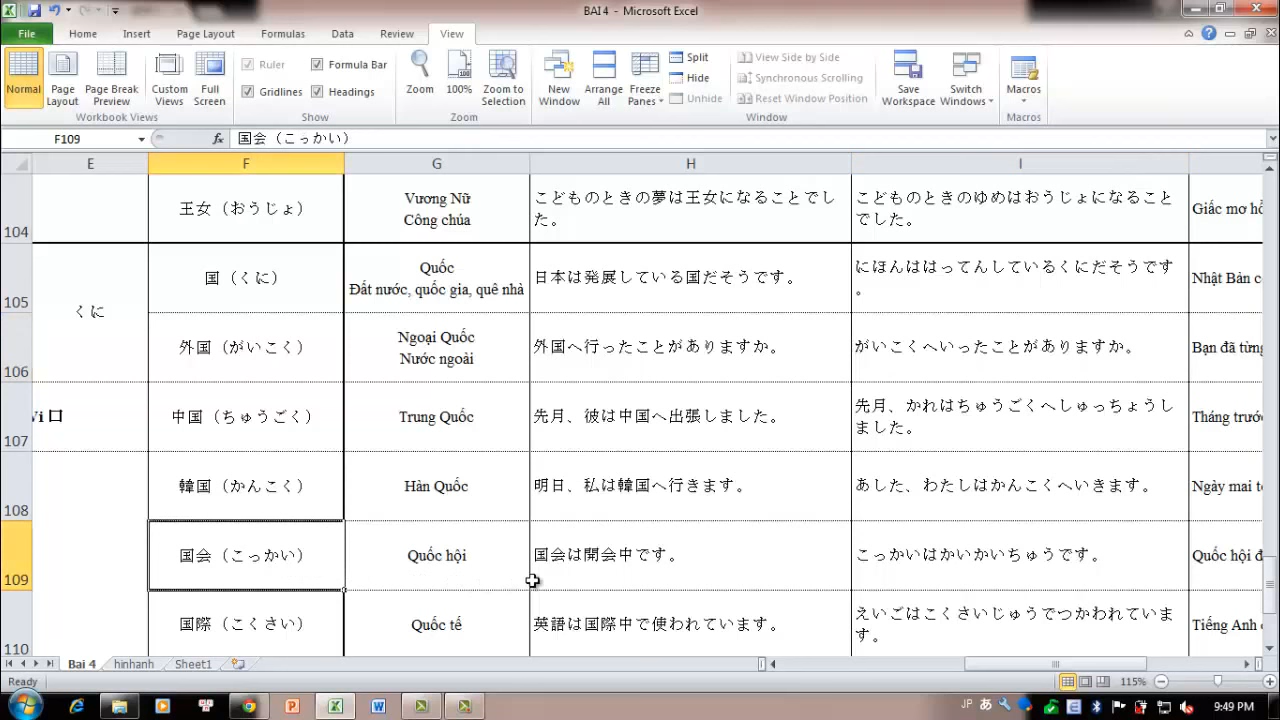 BAI 4 - Microsoft Excel
File Home Insert Page Layout Formulas Data Review View
Normal Page Layout Page Break Preview Custom Views Full Screen
Workbook Views
Ruler Formula Bar
Gridlines Headings
Show
Zoom 100% Zoom to Selection
Zoom
New Window Arrange All Freeze Panes
Split
Hide
Unhide
View Side by Side
Synchronous Scrolling
Reset Window Position
Window
Save Workspace Switch Windows
Macros
Macros
F109 fx 国会（こっかい）
E F G H I
104 王女（おうじょ） Vương Nữ
Công chúa こどものときの夢は王女になることでし
た。 こどものときのゆめはおうじょになること
でした。 Giấc mơ
105 くに 国（くに） Quốc
Đất nước, quốc gia, quê nhà 日本は発展している国だそうです。 にほんははってんしているくにだそうです
。 Nhật Bản
106 外国（がいこく） Ngoại Quốc
Nước ngoài 外国へ行ったことがありますか。 がいこくへいったことがありますか。 Bạn đã từng
107 Vi 口 中国（ちゅうごく） Trung Quốc 先月、彼は中国へ出張しました。 先月、かれはちゅうごくへしゅっちょうし
ました。 Tháng trước
108 韓国（かんこく） Hàn Quốc 明日、私は韓国へ行きます。 あした、わたしはかんこくへいきます。 Ngày mai
109 国会（こっかい） Quốc hội 国会は開会中です。 こっかいはかいかいちゅうです。 Quốc hội
110 国際（こくさい） Quốc tế 英語は国際中で使われています。 えいごはこくさいじゅうでつかわれていま
す。 Tiếng Anh
Bai 4 hinhanh Sheet1
Ready 115%
JP あ 9:49 PM